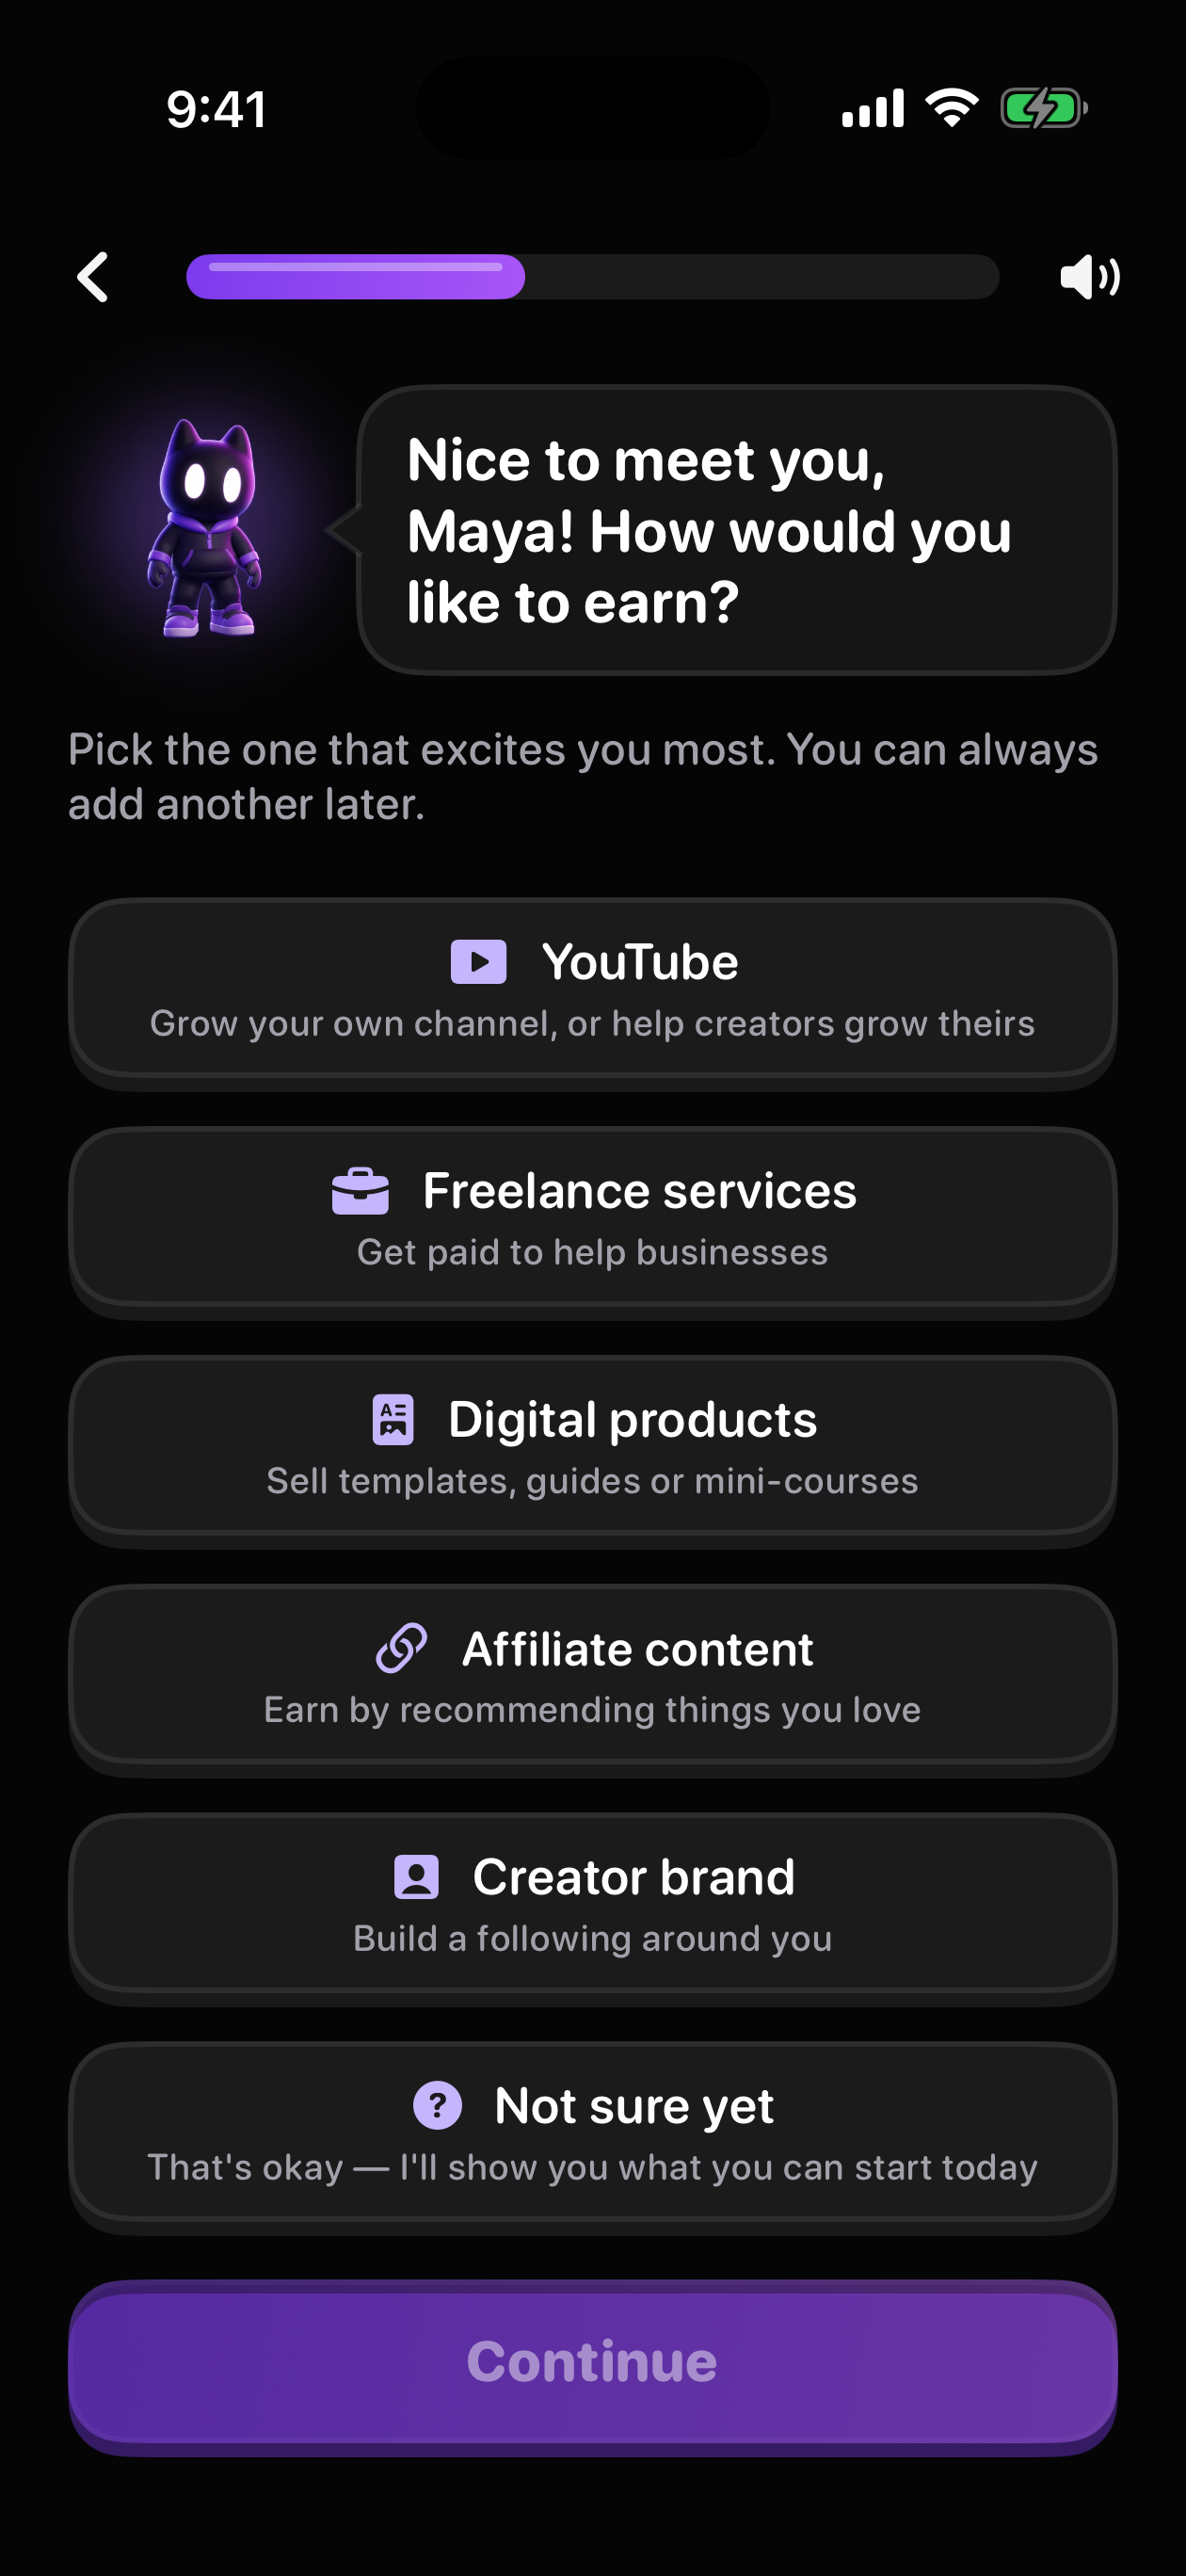 9:41
Nice to meet you,
Maya! How would you
like to earn?
Pick the one that excites you most. You can always
add another later.
YouTube
Grow your own channel, or help creators grow theirs
Freelance services
Get paid to help businesses
Digital products
Sell templates, guides or mini-courses
Affiliate content
Earn by recommending things you love
Creator brand
Build a following around you
Not sure yet
That's okay — I'll show you what you can start today
Continue